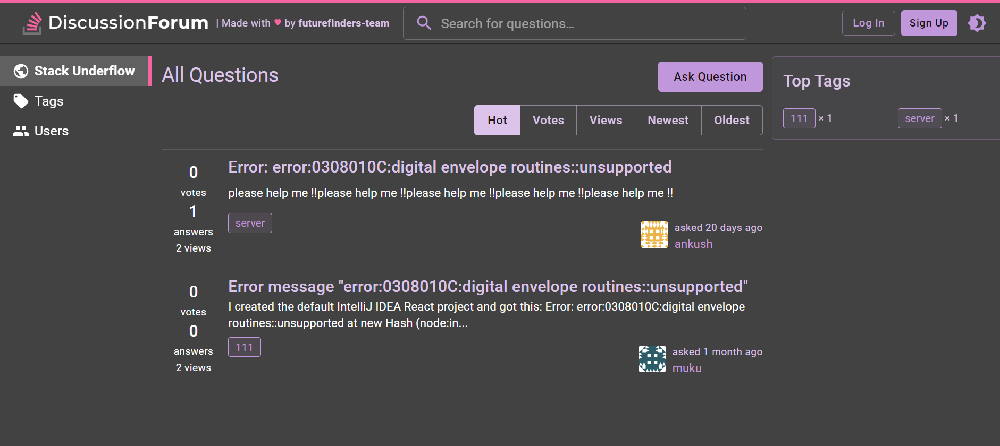 DiscussionForum | Made with ♥ by futurefinders-team
Search for questions...
Log In
Sign Up
Stack Underflow
Tags
Users
All Questions
Ask Question
Hot Votes Views Newest Oldest
0
votes
1
answers
2 views
Error: error:0308010C:digital envelope routines::unsupported
please help me !!please help me !!please help me !!please help me !!please help me !!
server
asked 20 days ago
ankush
0
votes
0
answers
2 views
Error message "error:0308010C:digital envelope routines::unsupported"
I created the default IntelliJ IDEA React project and got this: Error: error:0308010C:digital envelope
routines::unsupported at new Hash (node:in...
111
asked 1 month ago
muku
Top Tags
111 × 1
server × 1